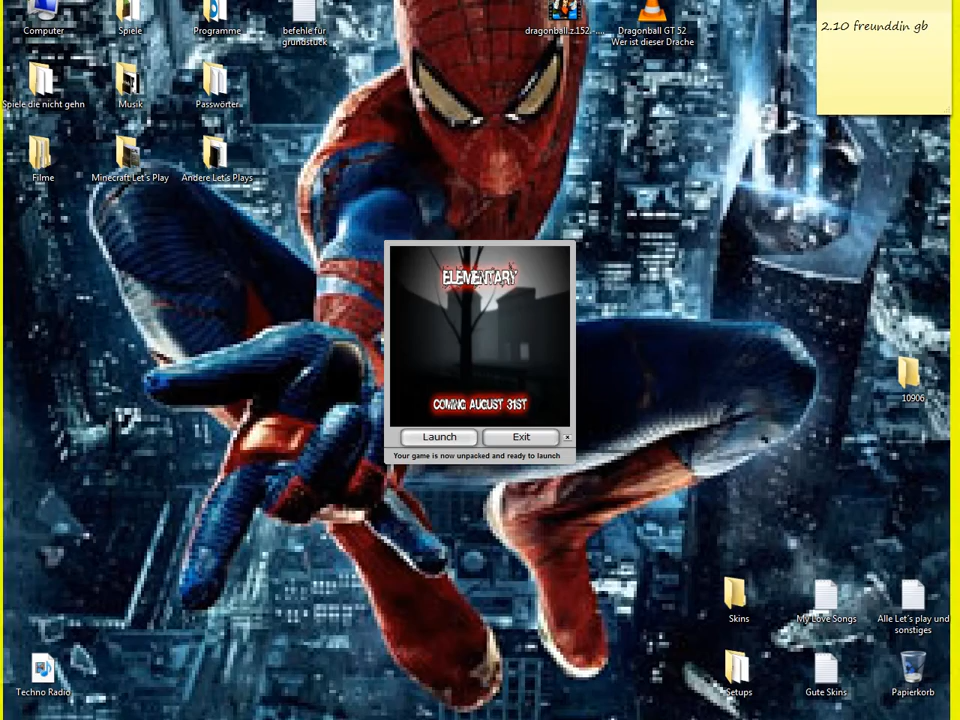 Computer
Spiele
Programme
befehle für
grundstück
dragonball.z.152.-....
Dragonball GT 52
Wer ist dieser Drache
2.10 freunddin gb
Spiele die nicht gehn
Musik
Passwörter
Filme
Minecraft Let's Play
Andere Let's Plays
ELEMENTARY
COMING AUGUST 31ST
Launch
Exit
Your game is now unpacked and ready to launch
10906
Skins
My Love Songs
Alle Let's play und
sonstiges
Techno Radio
Setups
Gute Skins
Papierkorb